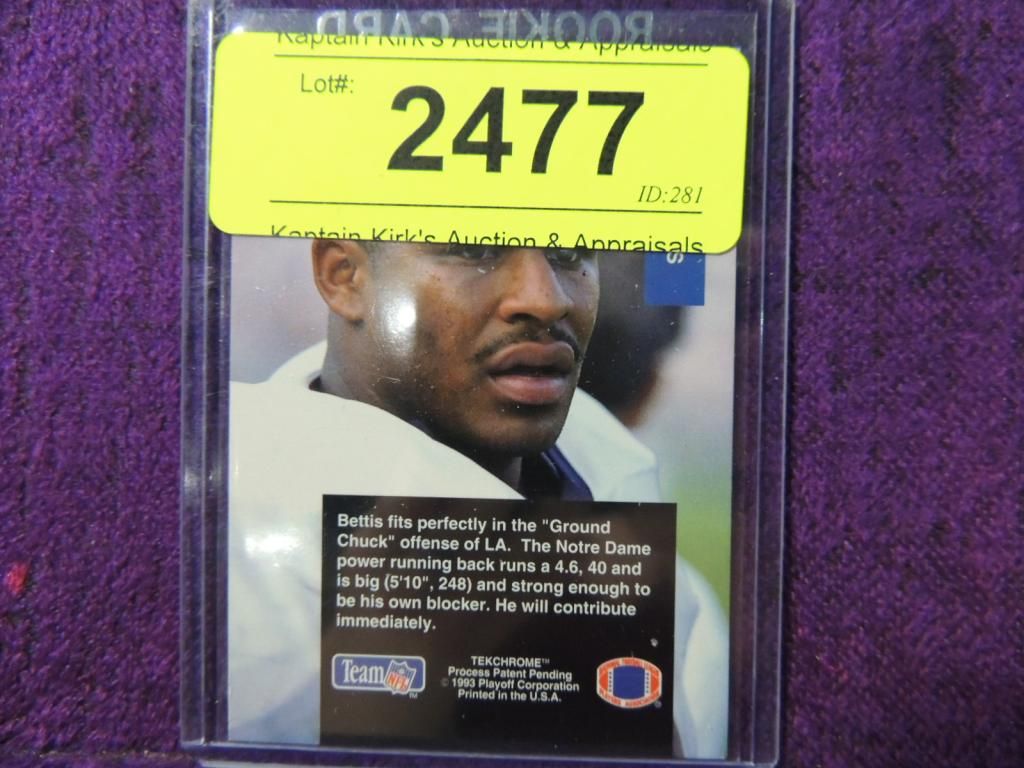 ROOKIE CARD
Kaptain Kirk's Auction & Appraisals
Lot#:
2477
ID:281
Kaptain Kirk's Auction & Appraisals
S
Bettis fits perfectly in the "Ground
Chuck" offense of LA. The Notre Dame
power running back runs a 4.6, 40 and
is big (5'10", 248) and strong enough to
be his own blocker. He will contribute
immediately.
Team NFL TM
TEKCHROME™
Process Patent Pending
© 1993 Playoff Corporation
Printed in the U.S.A.